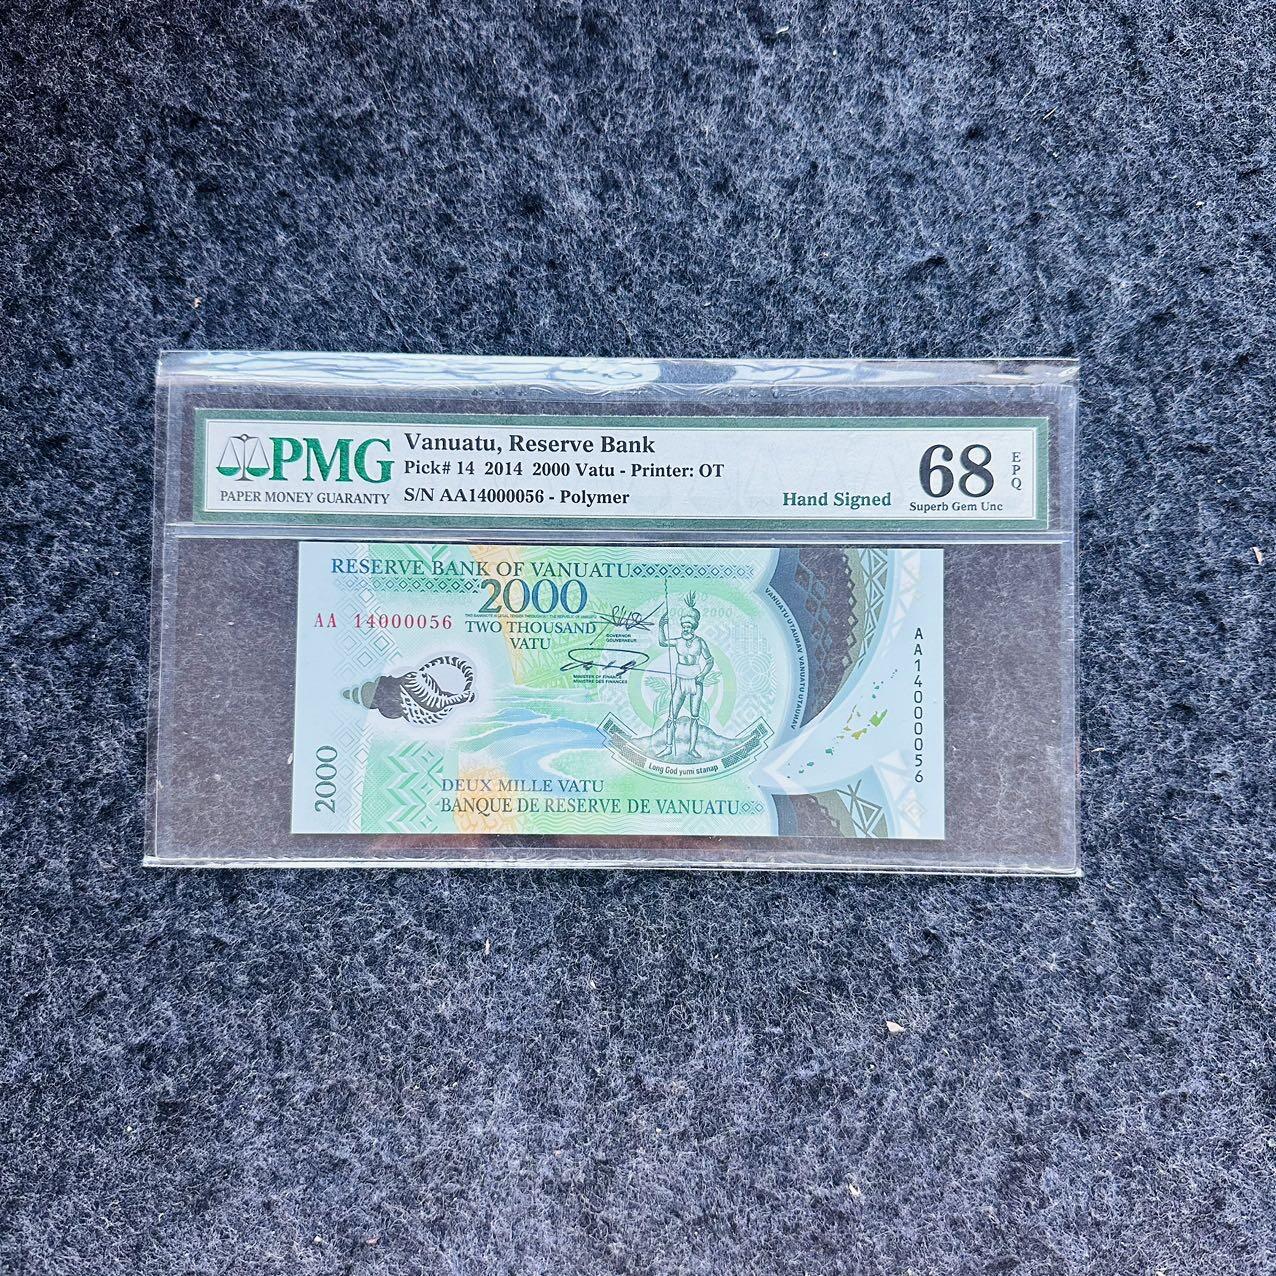 PMG
PAPER MONEY GUARANTY
Vanuatu, Reserve Bank
Pick# 14 2014 2000 Vatu - Printer: OT
S/N AA14000056 - Polymer
Hand Signed
68
EPQ
Superb Gem Unc
RESERVE BANK OF VANUATU
2000
AA 14000056
TWO THOUSAND
VATU
GOVERNOR
GOUVERNEUR
MINISTER OF FINANCE
MINISTRE DES FINANCES
Long God yumi stanap
2000
DEUX MILLE VATU
BANQUE DE RESERVE DE VANUATU
AA14000056